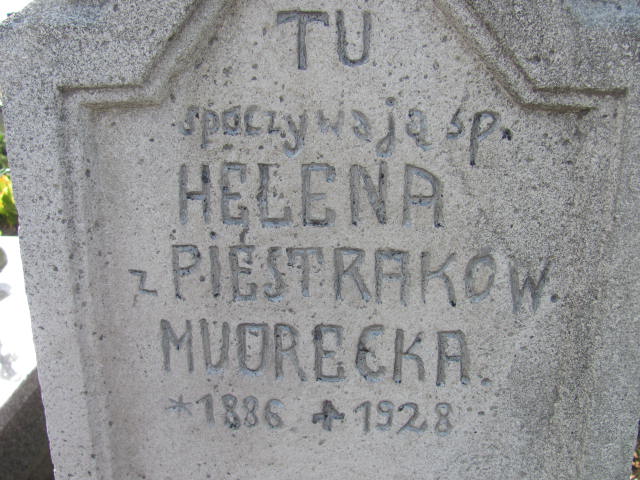 TU
spoczywają śp.
HELENA
z PIESTRAKÓW.
MUORECKA.
*1886 ✝ 1928